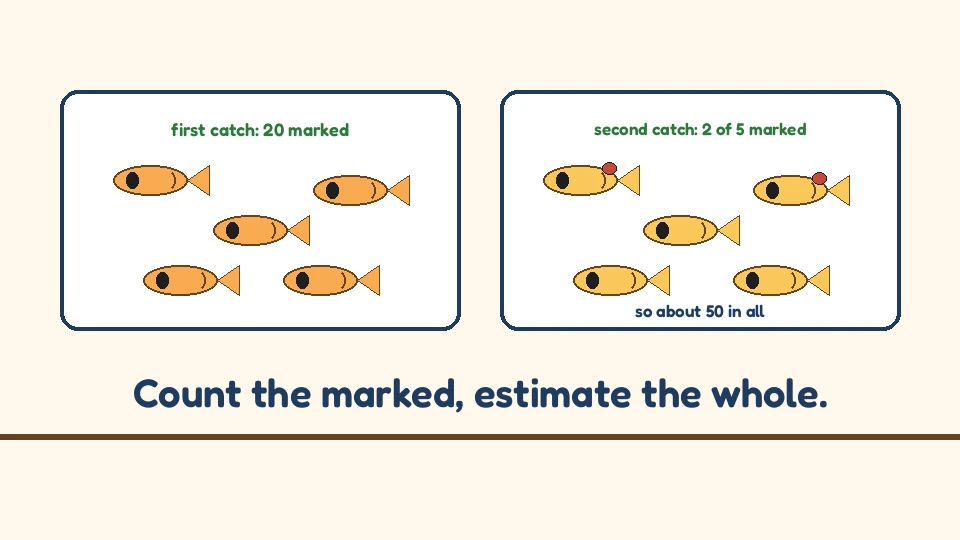 first catch: 20 marked
second catch: 2 of 5 marked
so about 50 in all
Count the marked, estimate the whole.